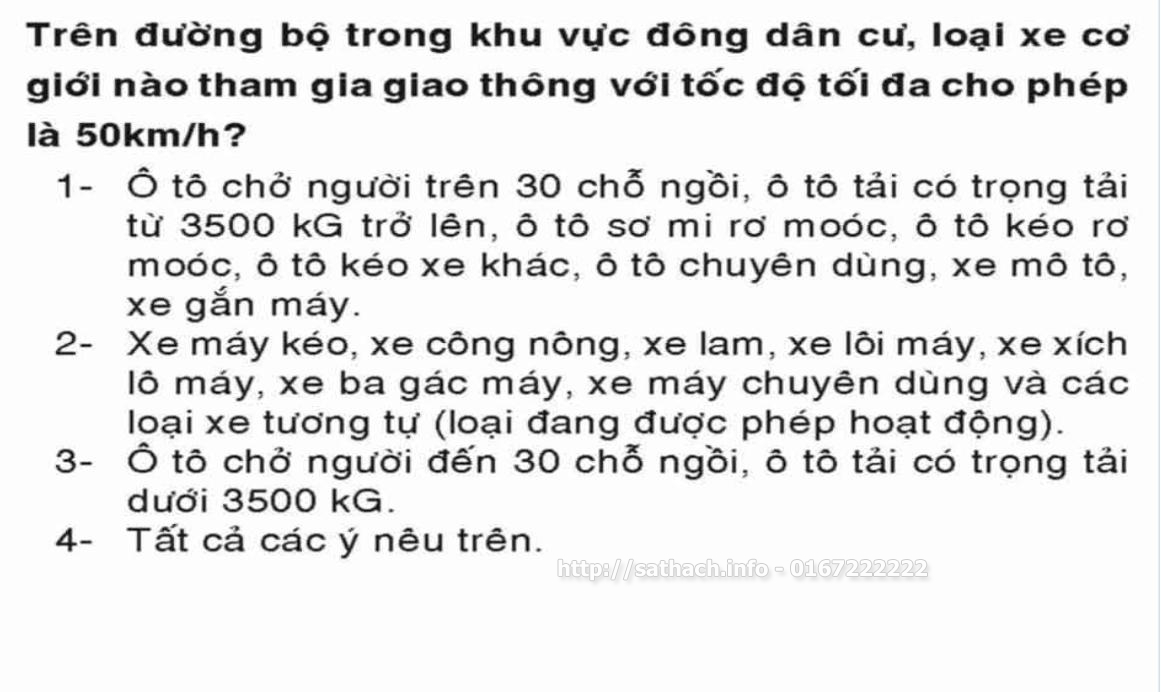 Trên đường bộ trong khu vực đông dân cư, loại xe cơ
giới nào tham gia giao thông với tốc độ tối đa cho phép
là 50km/h?
1- Ô tô chở người trên 30 chỗ ngồi, ô tô tải có trọng tải
từ 3500 kG trở lên, ô tô sơ mi rơ moóc, ô tô kéo rơ
moóc, ô tô kéo xe khác, ô tô chuyên dùng, xe mô tô,
xe gắn máy.
2- Xe máy kéo, xe công nông, xe lam, xe lôi máy, xe xích
lô máy, xe ba gác máy, xe máy chuyên dùng và các
loại xe tương tự (loại đang được phép hoạt động).
3- Ô tô chở người đến 30 chỗ ngồi, ô tô tải có trọng tải
dưới 3500 kG.
4- Tất cả các ý nêu trên.
http://sathach.info - 0167222222